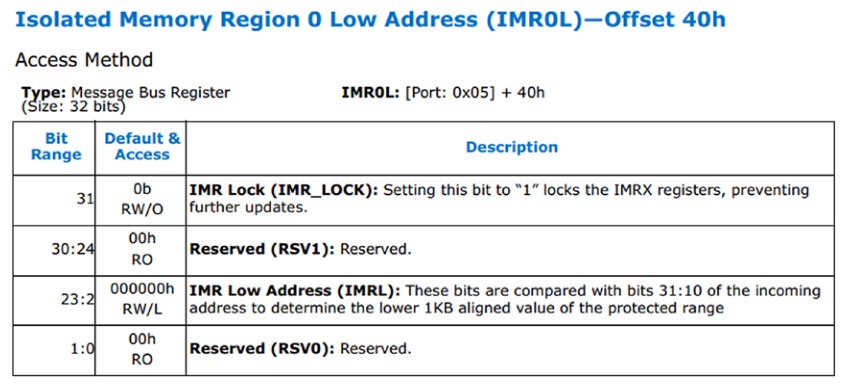 Isolated Memory Region 0 Low Address (IMR0L)—Offset 40h
Access Method
Type: Message Bus Register
(Size: 32 bits)
IMR0L: [Port: 0x05] + 40h
Bit
Range
Default &
Access
Description
31
0b
RW/O
IMR Lock (IMR_LOCK): Setting this bit to “1” locks the IMRX registers, preventing
further updates.
30:24
00h
RO
Reserved (RSV1): Reserved.
23:2
000000h
RW/L
IMR Low Address (IMRL): These bits are compared with bits 31:10 of the incoming
address to determine the lower 1KB aligned value of the protected range
1:0
00h
RO
Reserved (RSV0): Reserved.